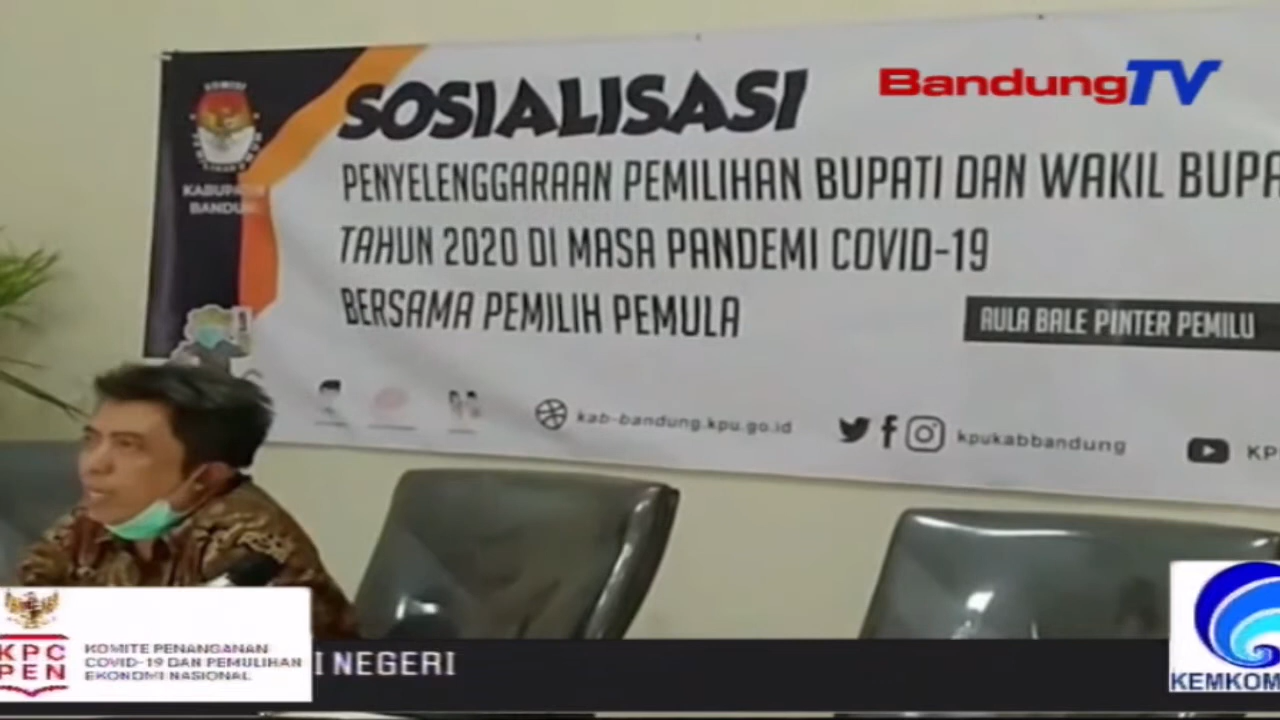 BandungTV
SOSIALISASI
PENYELENGGARAAN PEMILIHAN BUPATI DAN WAKIL BUPA
TAHUN 2020 DI MASA PANDEMI COVID-19
BERSAMA PEMILIH PEMULA
AULA BALE PINTER PEMILU
KOMISI
KABUPATEN
BANDUNG
kab-bandung.kpu.go.id
kpukabbandung
KP
KPC
PEN
KOMITE PENANGANAN
COVID-19 DAN PEMULIHAN
EKONOMI NASIONAL
I NEGERI
KEMKOM